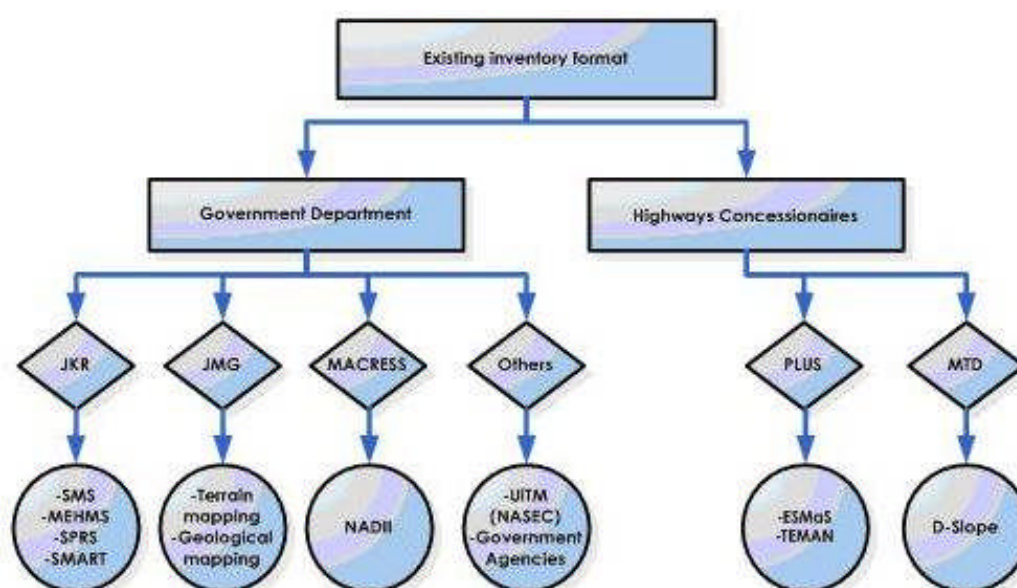 Existing inventory format
Government Department
Highways Concessionaires
JKR
JMG
MACRESS
Others
PLUS
MTD
-SMS
-MEHMS
-SPRS
-SMART
-Terrain
mapping
-Geological
mapping
NADII
-UITM
(NASEC)
-Government
Agencies
-ESMaS
-TEMAN
D-Slope